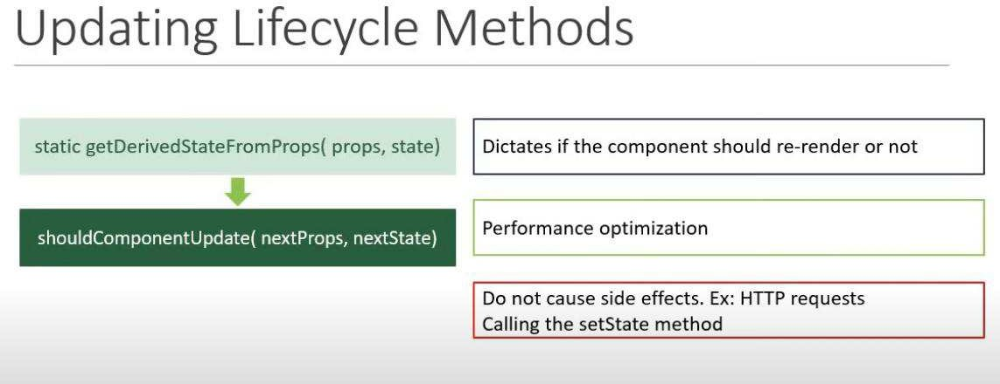 Updating Lifecycle Methods
static getDerivedStateFromProps( props, state)
Dictates if the component should re-render or not
shouldComponentUpdate( nextProps, nextState)
Performance optimization
Do not cause side effects. Ex: HTTP requests
Calling the setState method